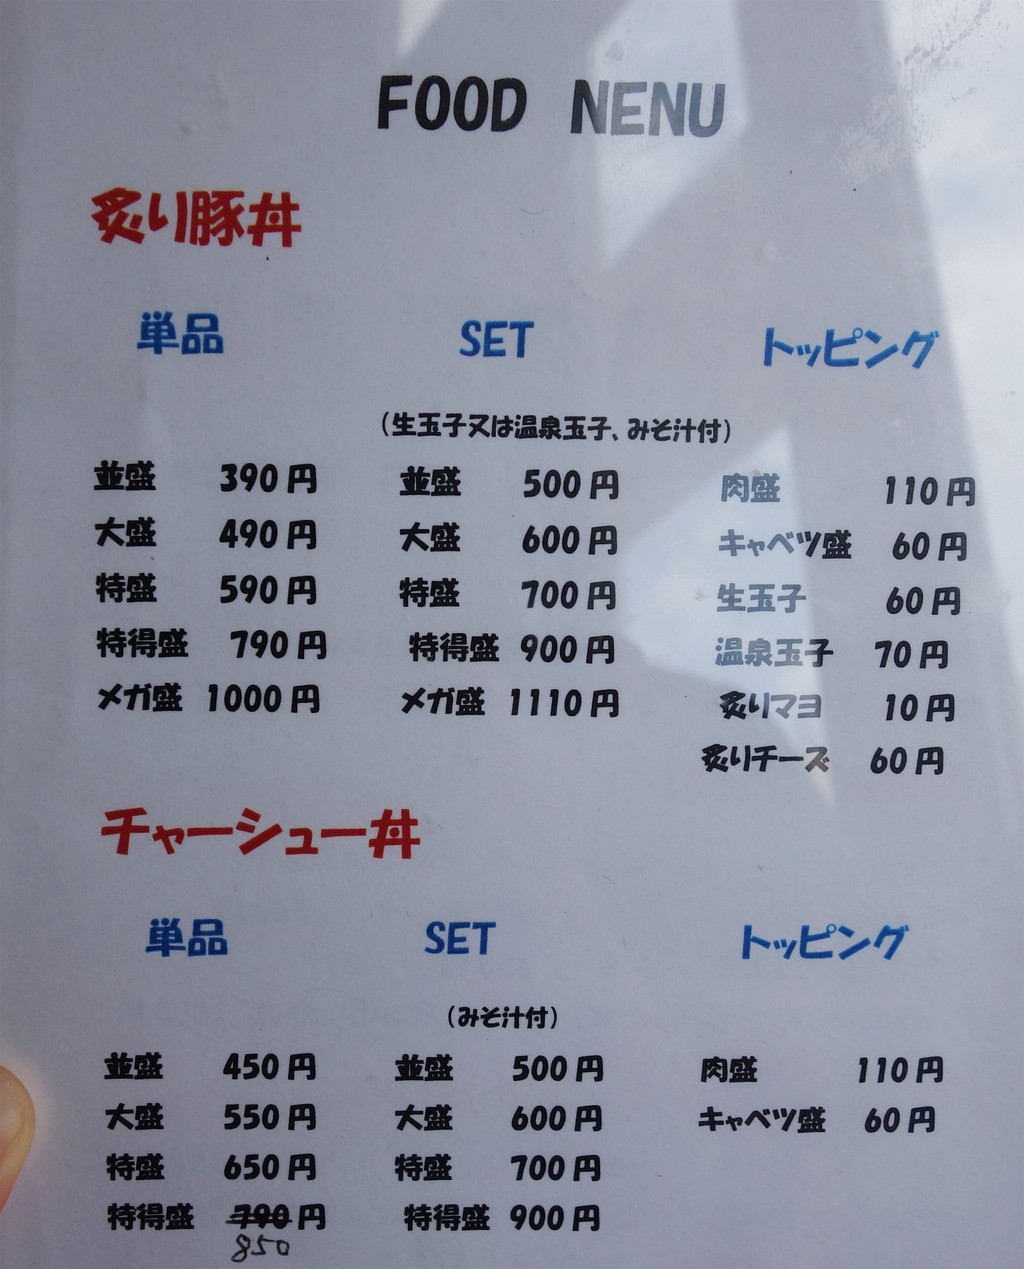 FOOD NENU
炙り豚丼
単品 SET トッピング
（生玉子又は温泉玉子、みそ汁付）
並盛 390円 並盛 500円 肉盛 110円
大盛 490円 大盛 600円 キャベツ盛 60円
特盛 590円 特盛 700円 生玉子 60円
特得盛 790円 特得盛 900円 温泉玉子 70円
メガ盛 1000円 メガ盛 1110円 炙りマヨ 10円
炙りチーズ 60円
チャーシュー丼
単品 SET トッピング
（みそ汁付）
並盛 450円 並盛 500円 肉盛 110円
大盛 550円 大盛 600円 キャベツ盛 60円
特盛 650円 特盛 700円
特得盛 790円 特得盛 900円
850